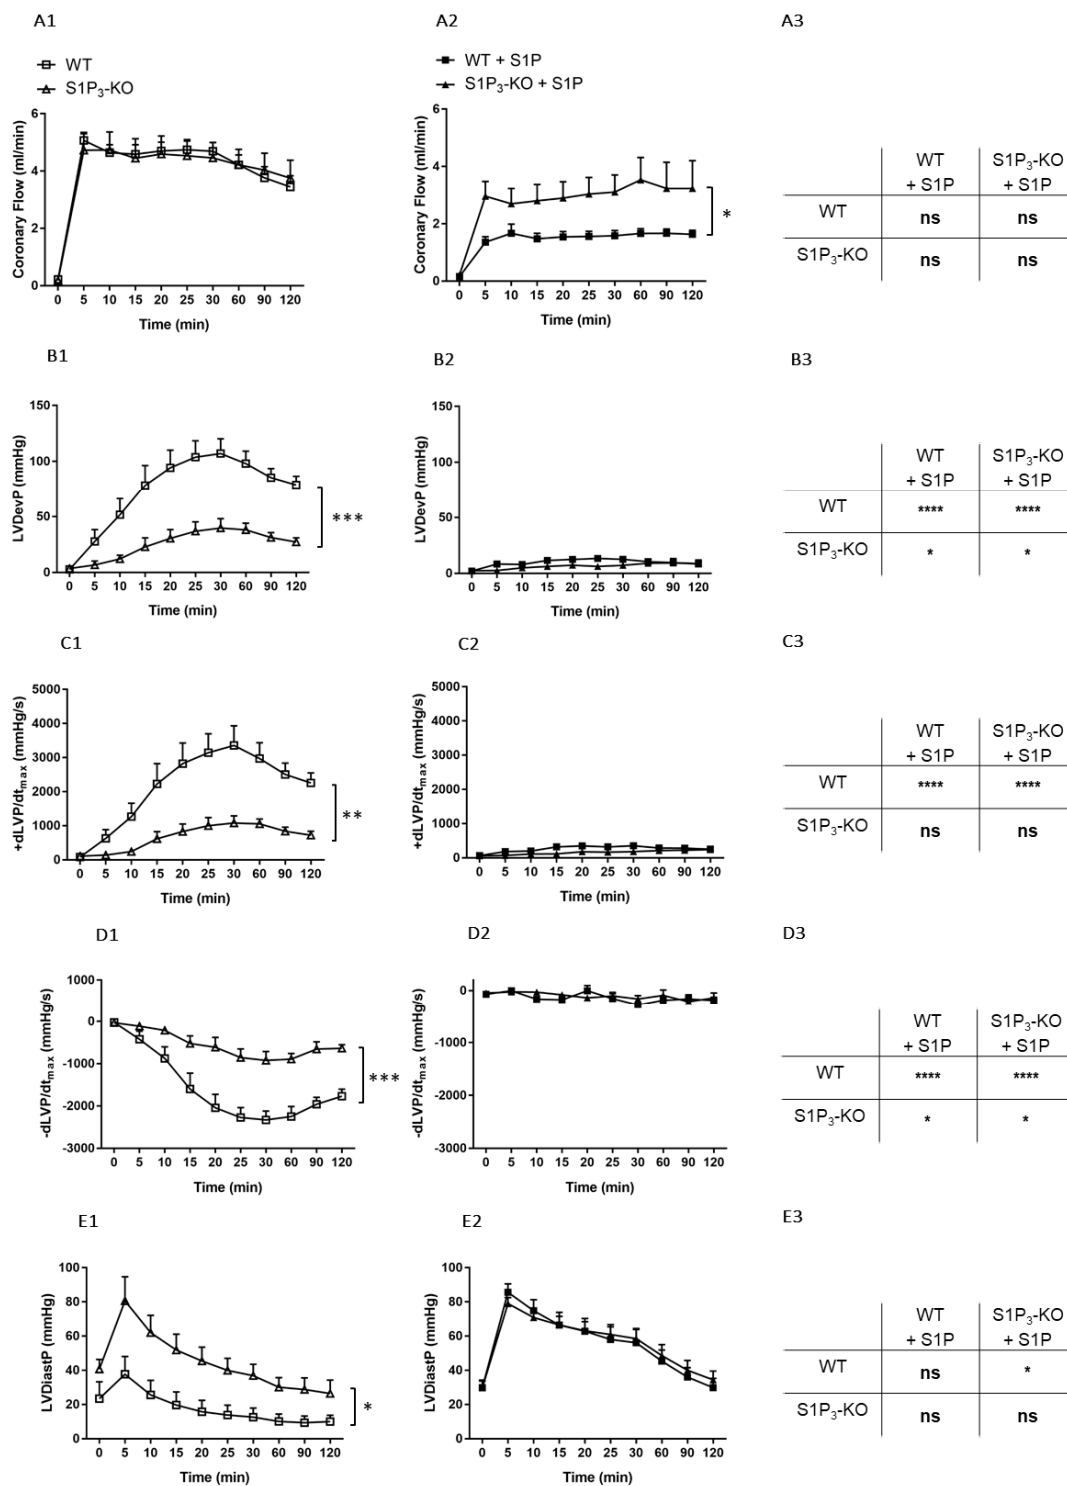 A1
A2
A3
WT
S1P₃-KO
WT + S1P
S1P₃-KO + S1P
Coronary Flow (ml/min)
6
4
2
0
0 5 10 15 20 25 30 60 90 120
Time (min)
Coronary Flow (ml/min)
6
4
2
0
*
0 5 10 15 20 25 30 60 90 120
Time (min)
WT + S1P
S1P₃-KO + S1P
WT ns ns
S1P₃-KO ns ns
B1
B2
B3
LVDevP (mmHg)
150
100
50
0
***
0 5 10 15 20 25 30 60 90 120
Time (min)
LVDevP (mmHg)
150
100
50
0
0 5 10 15 20 25 30 60 90 120
Time (min)
WT + S1P
S1P₃-KO + S1P
WT **** ****
S1P₃-KO * *
C1
C2
C3
+dLVP/dtmax (mmHg/s)
5000
4000
3000
2000
1000
0
**
0 5 10 15 20 25 30 60 90 120
Time (min)
+dLVP/dtmax (mmHg/s)
5000
4000
3000
2000
1000
0
0 5 10 15 20 25 30 60 90 120
Time (min)
WT + S1P
S1P₃-KO + S1P
WT **** ****
S1P₃-KO ns ns
D1
D2
D3
-dLVP/dtmax (mmHg/s)
1000
0
-1000
-2000
-3000
***
0 5 10 15 20 25 30 60 90 120
Time (min)
-dLVP/dtmax (mmHg/s)
0
-1000
-2000
-3000
0 5 10 15 20 25 30 60 90 120
Time (min)
WT + S1P
S1P₃-KO + S1P
WT **** ****
S1P₃-KO * *
E1
E2
E3
LVDiastP (mmHg)
100
80
60
40
20
0
*
0 5 10 15 20 25 30 60 90 120
Time (min)
LVDiastP (mmHg)
100
80
60
40
20
0
0 5 10 15 20 25 30 60 90 120
Time (min)
WT + S1P
S1P₃-KO + S1P
WT ns *
S1P₃-KO ns ns